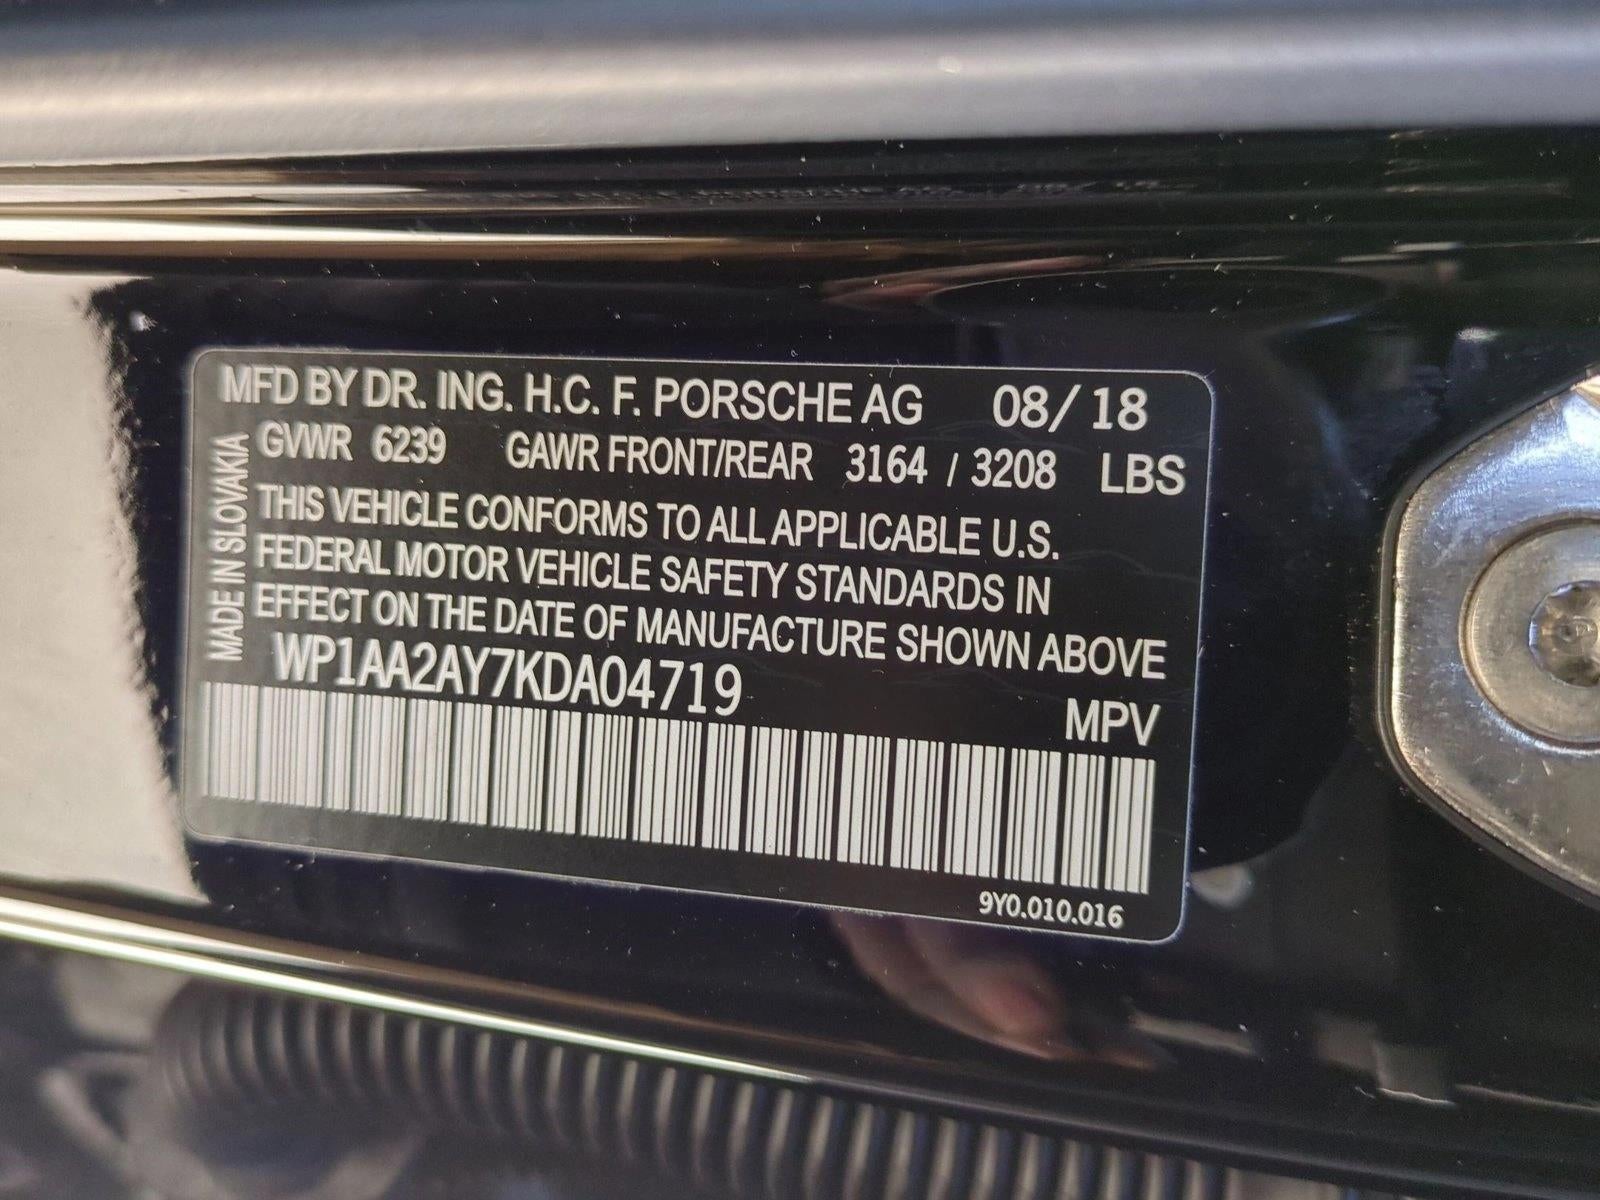 MFD BY DR. ING. H.C. F. PORSCHE AG 08/18
GVWR 6239 GAWR FRONT/REAR 3164 / 3208 LBS
THIS VEHICLE CONFORMS TO ALL APPLICABLE U.S.
FEDERAL MOTOR VEHICLE SAFETY STANDARDS IN
EFFECT ON THE DATE OF MANUFACTURE SHOWN ABOVE
MADE IN SLOVAKIA
WP1AA2AY7KDA04719
MPV
9Y0.010.016